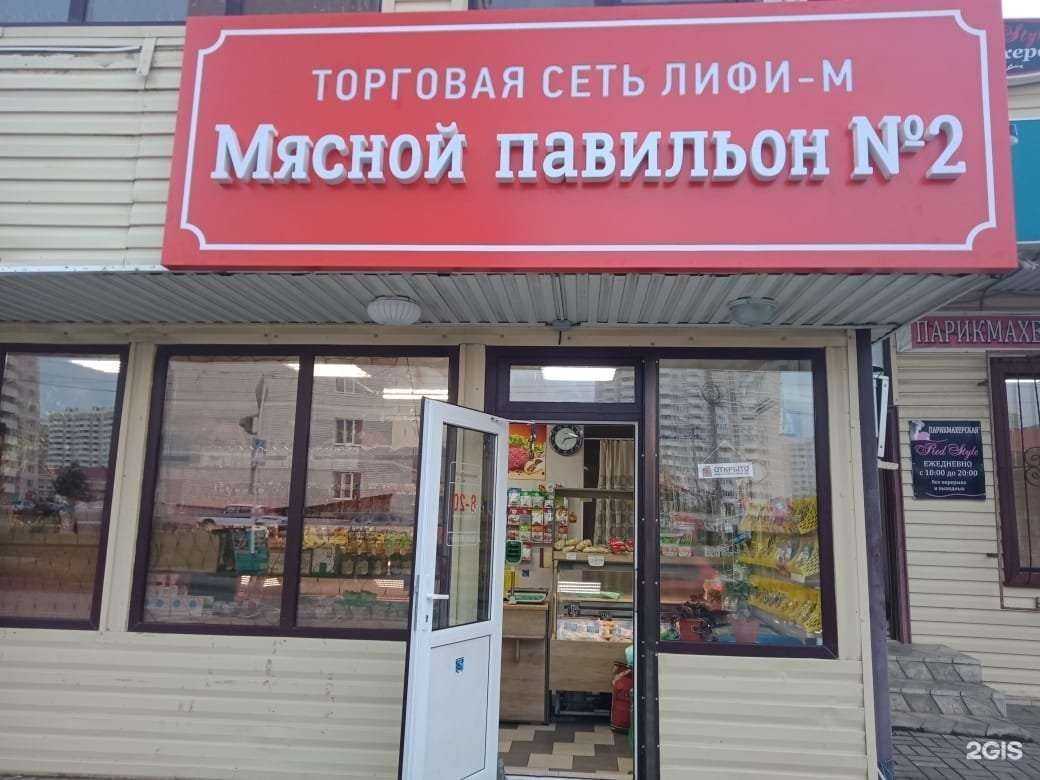 ТОРГОВАЯ СЕТЬ ЛИФИ-М
Мясной павильон №2
ПАРИКМАХЕ
ПАРИКМАХЕРСКАЯ
Red Style
ЕЖЕДНЕВНО
с 10:00 до 20:00
без перерыва
и выходных
ОТКРЫТО
2GIS